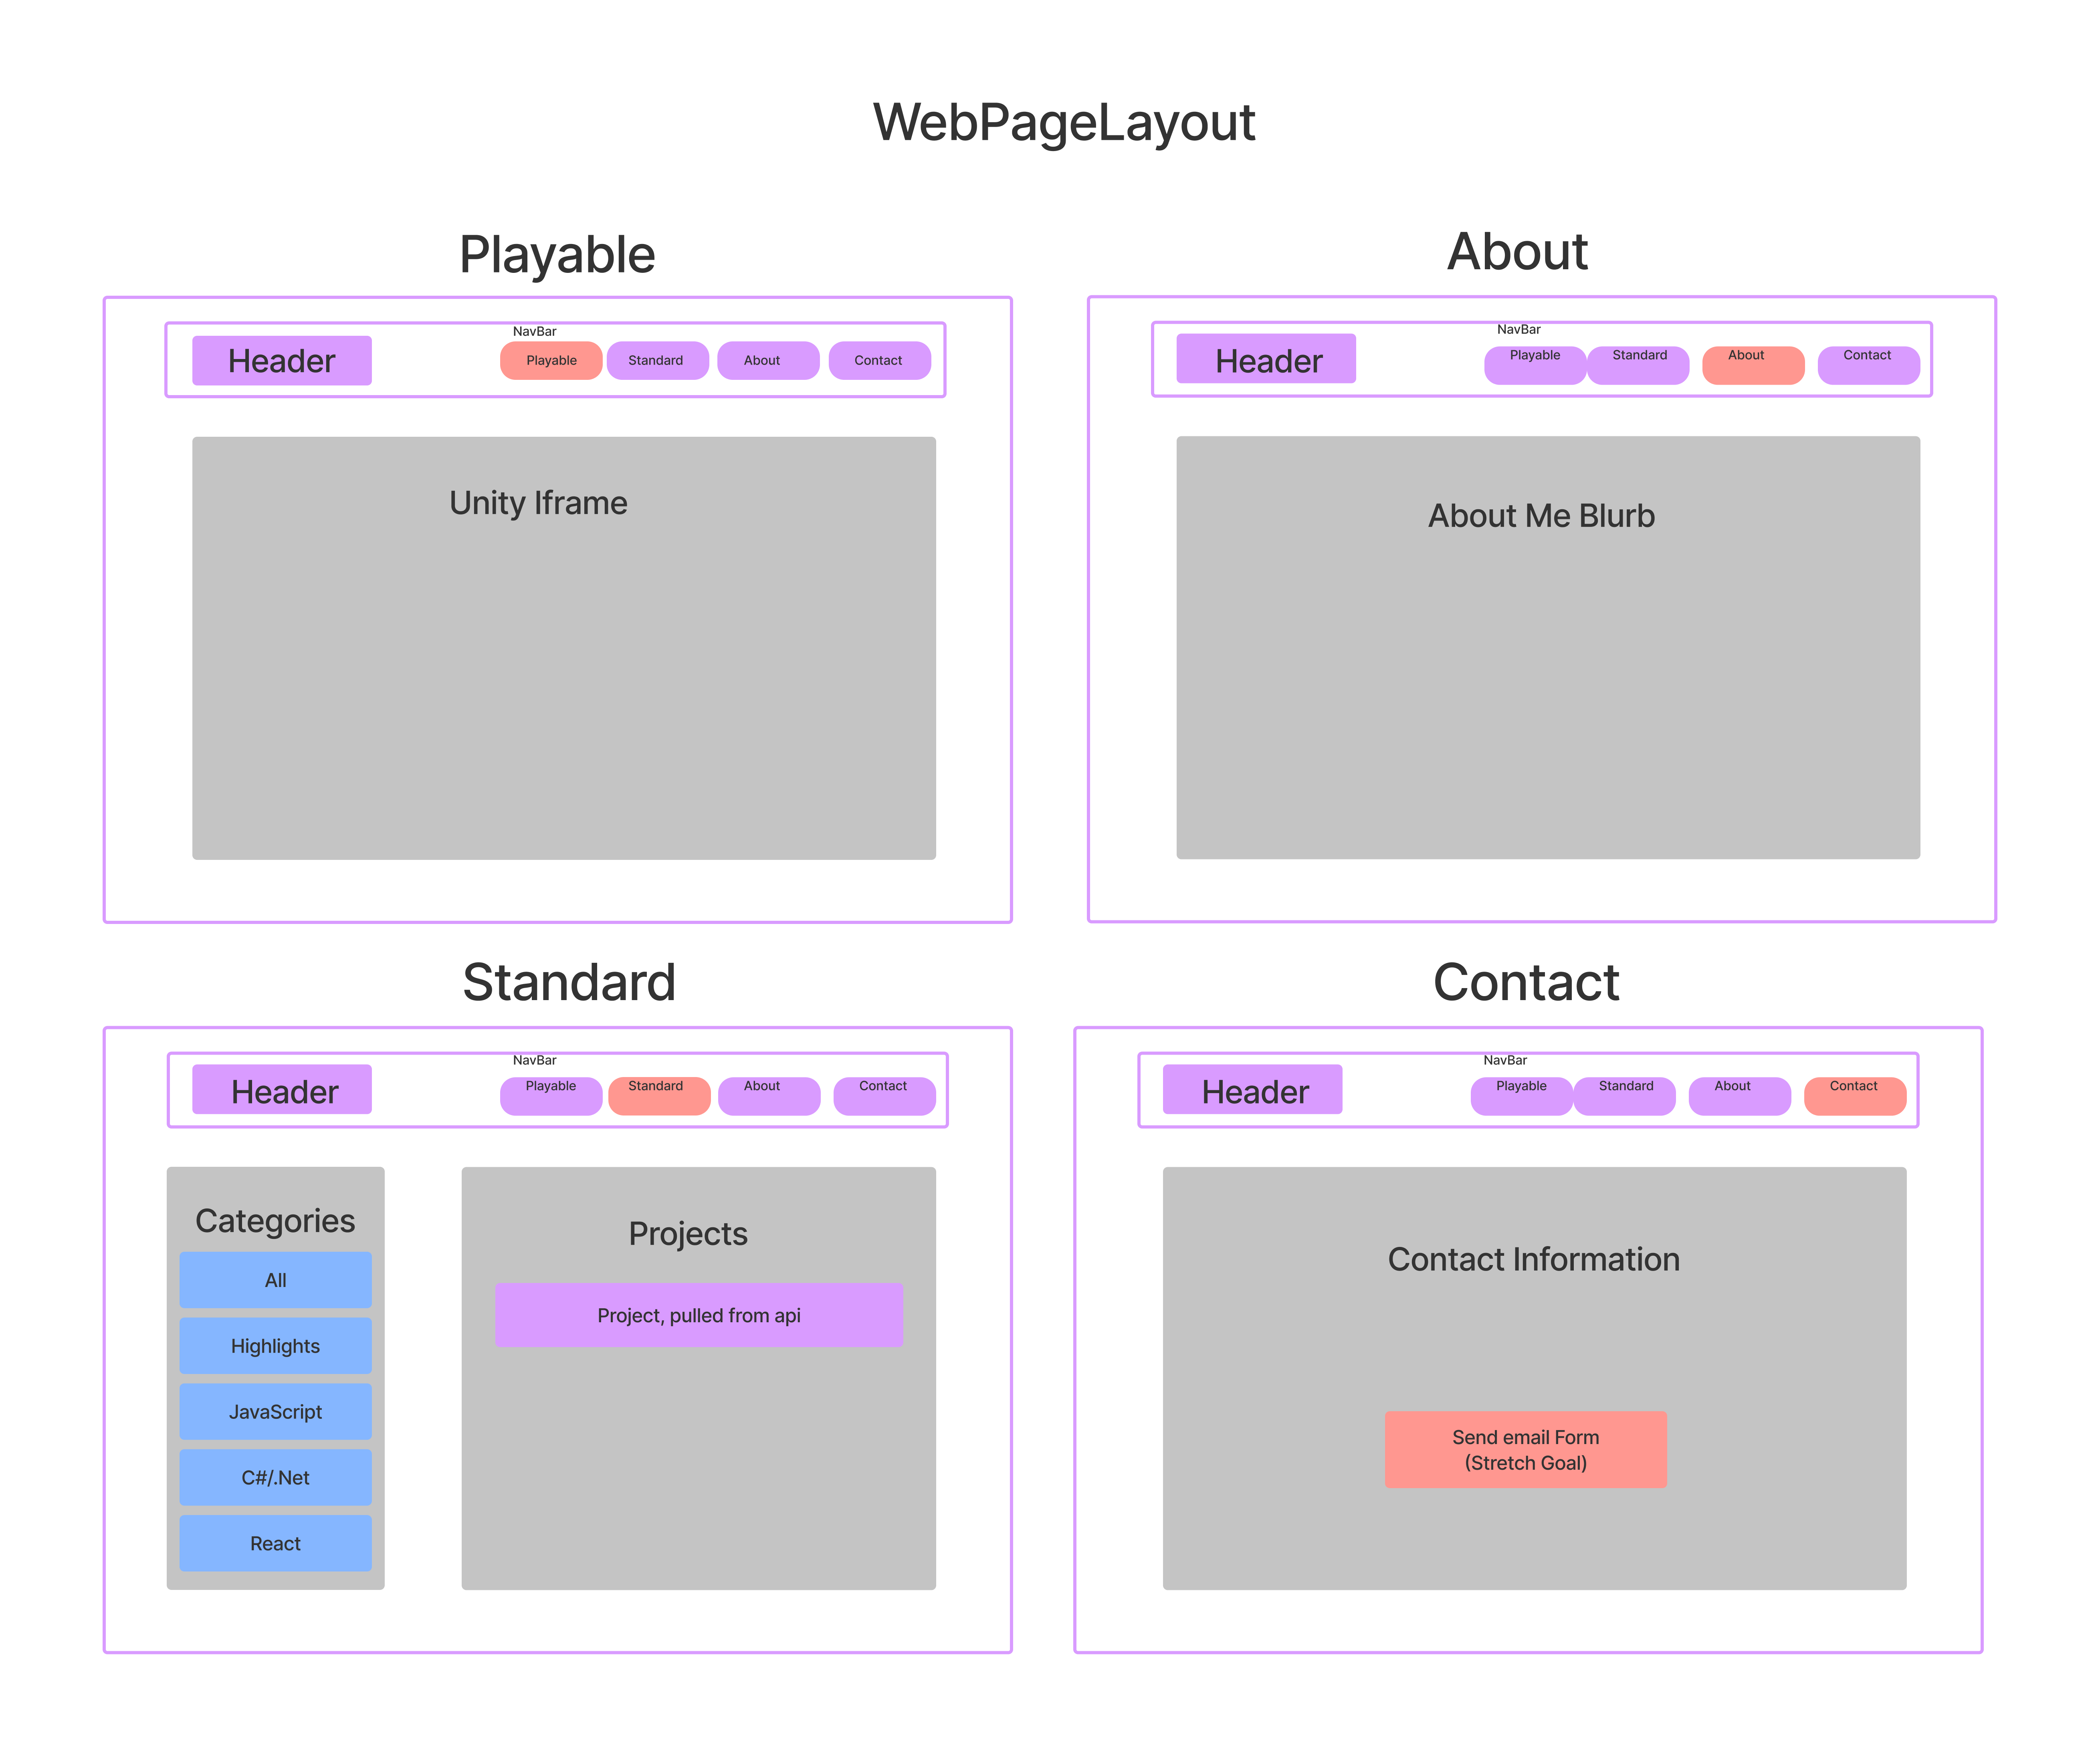 WebPageLayout
Playable
NavBar
Header
Playable
Standard
About
Contact
Unity Iframe
About
NavBar
Header
Playable
Standard
About
Contact
About Me Blurb
Standard
NavBar
Header
Playable
Standard
About
Contact
Categories
All
Highlights
JavaScript
C#/.Net
React
Projects
Project, pulled from api
Contact
NavBar
Header
Playable
Standard
About
Contact
Contact Information
Send email Form
(Stretch Goal)